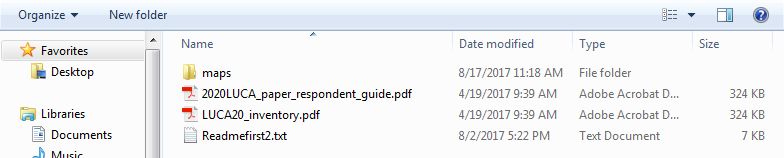 Organize New folder
Favorites Name Date modified Type Size
Desktop maps 8/17/2017 11:18 AM File folder
2020LUCA_paper_respondent_guide.pdf 4/19/2017 9:39 AM Adobe Acrobat D... 324 KB
Libraries LUCA20_inventory.pdf 4/19/2017 9:39 AM Adobe Acrobat D... 324 KB
Documents Readmefirst2.txt 8/2/2017 5:22 PM Text Document 7 KB
Music